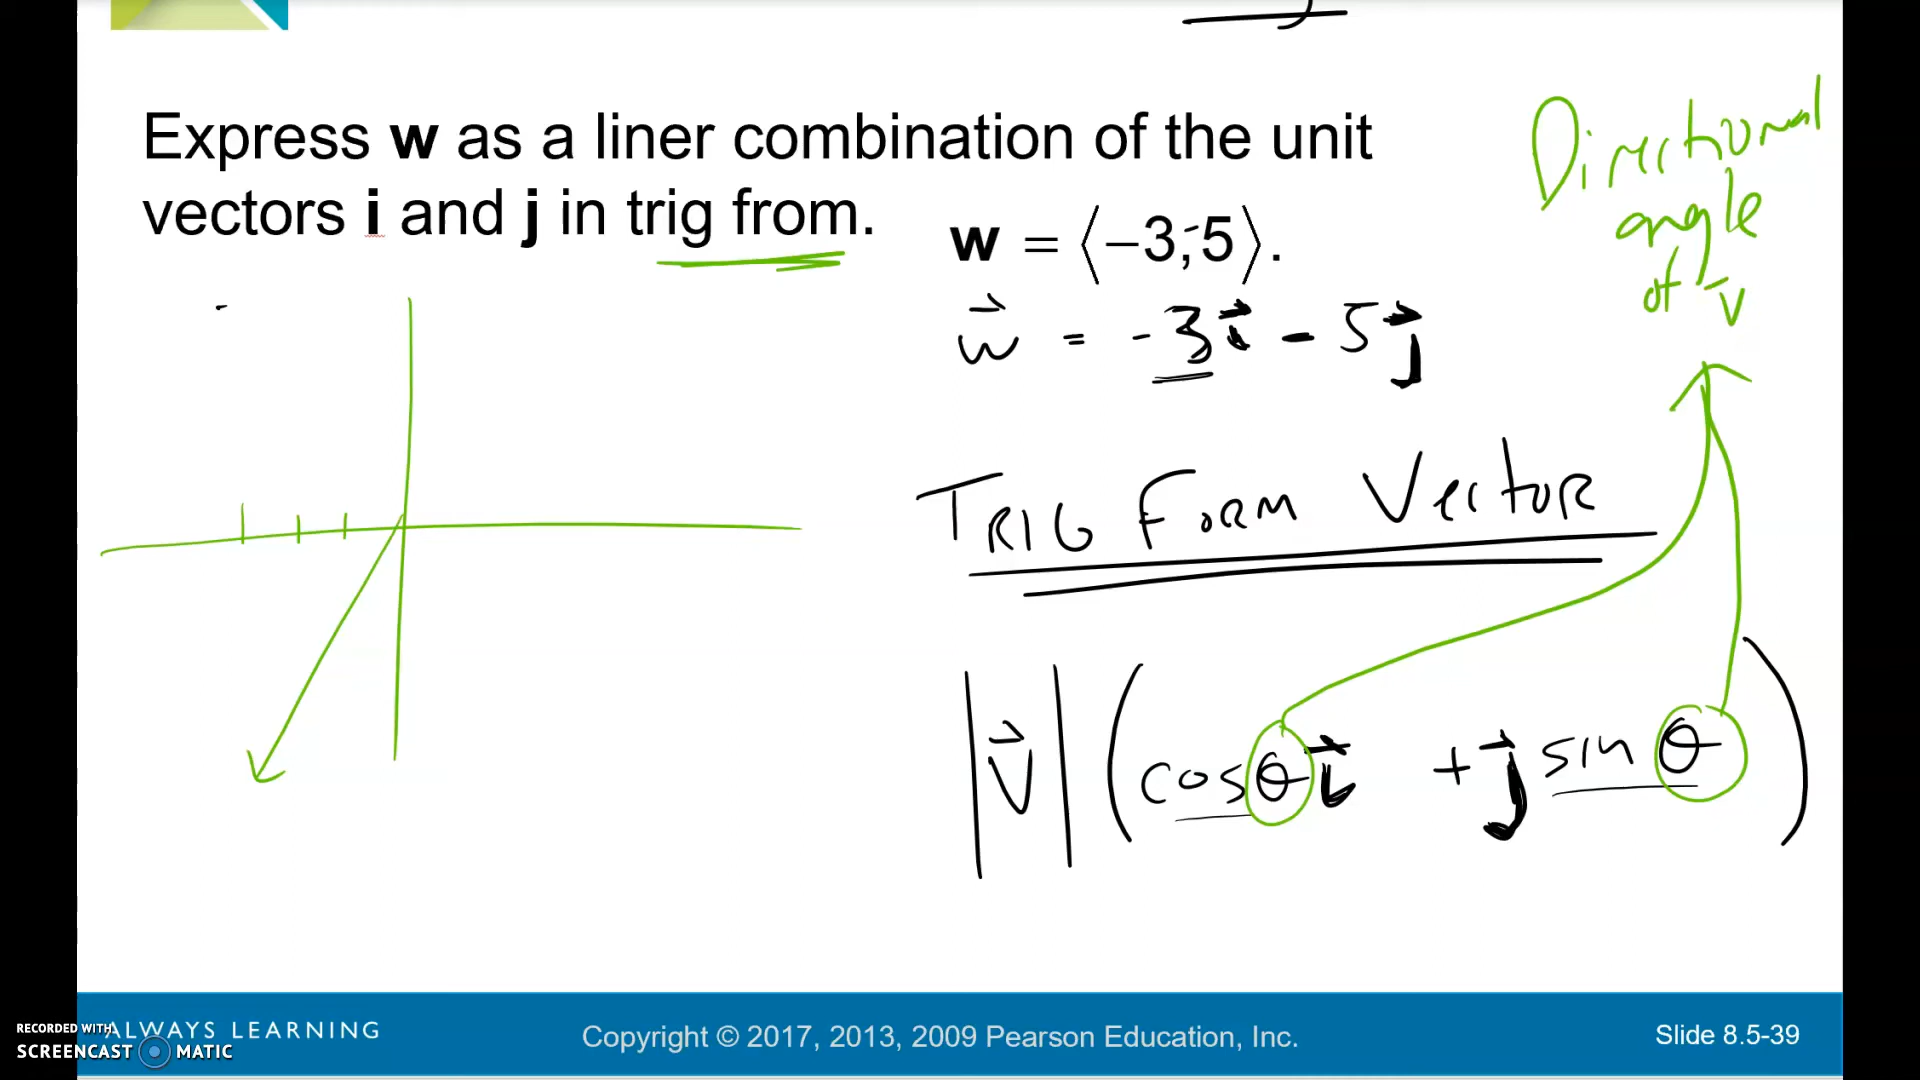 Express w as a liner combination of the unit
vectors i and j in trig from.
w = ⟨−3,-5⟩.
w⃗ = -3i⃗ - 5j⃗
Directional
angle
of v⃗
TRIG FORM VECTOR
|v⃗| (cosθ i⃗ + j⃗ sin θ)
RECORDED WITH
SCREENCAST MATIC
ALWAYS LEARNING
Copyright © 2017, 2013, 2009 Pearson Education, Inc.
Slide 8.5-39